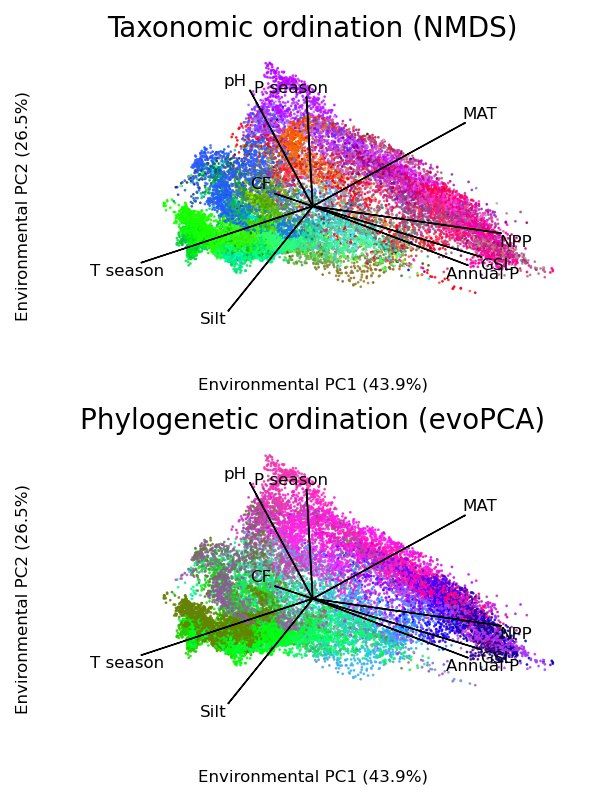 Taxonomic ordination (NMDS)
pH
P season
MAT
CF
Environmental PC2 (26.5%)
NPP
GSL
Annual P
T season
Silt
Environmental PC1 (43.9%)
Phylogenetic ordination (evoPCA)
pH
P season
MAT
CF
Environmental PC2 (26.5%)
NPP
GSL
Annual P
T season
Silt
Environmental PC1 (43.9%)